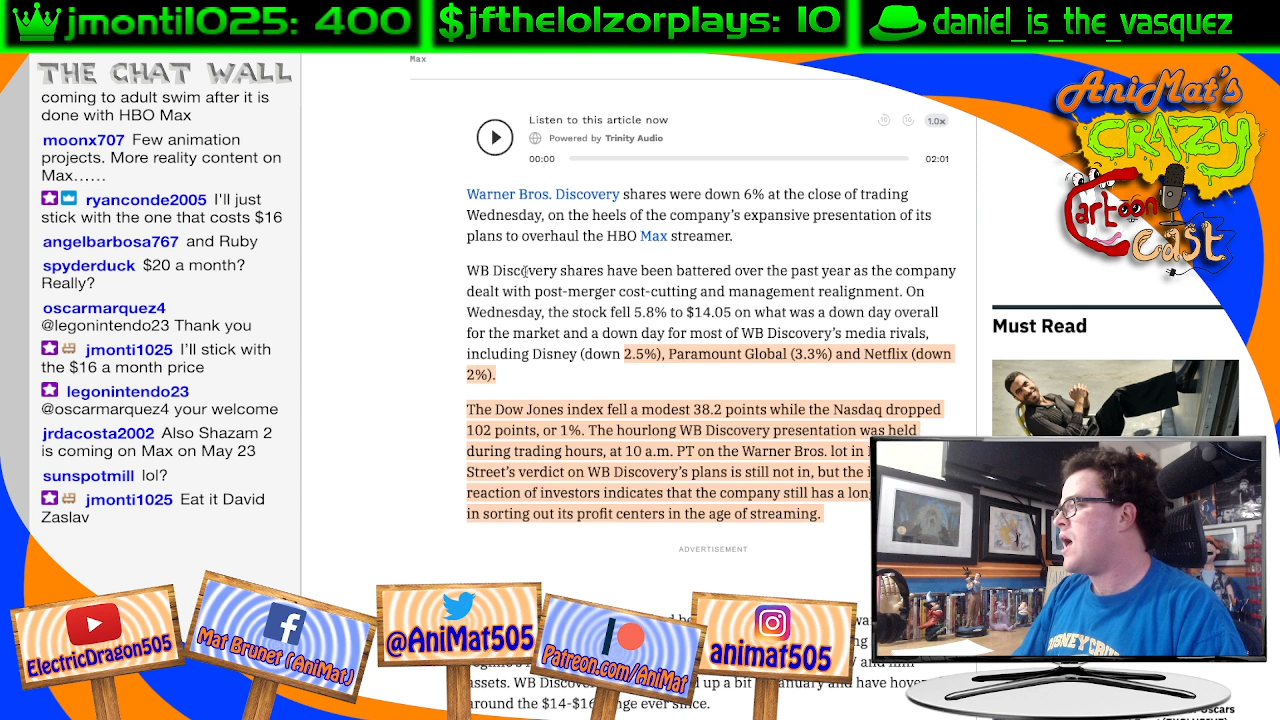 jmonti1025: 400
$jfthelolzorplays: 10
daniel_is_the_vasquez
THE CHAT WALL
coming to adult swim after it is
done with HBO Max
moonx707 Few animation
projects. More reality content on
Max......
ryanconde2005 I'll just
stick with the one that costs $16
angelbarbosa767 and Ruby
spyderduck $20 a month?
Really?
oscarmarquez4
@legonintendo23 Thank you
jmonti1025 I'll stick with
the $16 a month price
legonintendo23
@oscarmarquez4 your welcome
jrdacosta2002 Also Shazam 2
is coming on Max on May 23
sunspotmill lol?
jmonti1025 Eat it David
Zaslav
Max
Listen to this article now
Powered by Trinity Audio
10
10
1.0x
00:00
02:01
Warner Bros. Discovery shares were down 6% at the close of trading
Wednesday, on the heels of the company's expansive presentation of its
plans to overhaul the HBO Max streamer.
WB Discovery shares have been battered over the past year as the company
dealt with post-merger cost-cutting and management realignment. On
Wednesday, the stock fell 5.8% to $14.05 on what was a down day overall
for the market and a down day for most of WB Discovery's media rivals,
including Disney (down 2.5%), Paramount Global (3.3%) and Netflix (down
2%).
The Dow Jones index fell a modest 38.2 points while the Nasdaq dropped
102 points, or 1%. The hourlong WB Discovery presentation was held
during trading hours, at 10 a.m. PT on the Warner Bros. lot in
Street's verdict on WB Discovery's plans is still not in, but the
reaction of investors indicates that the company still has a long
in sorting out its profit centers in the age of streaming.
ADVERTISEMENT
assets. WB Discov
up a bit
January and have hove
around the $14-$16
nge ever since.
AniMat's
CRAZY
Cartoon
Cast
Must Read
Oscars
DISNEY
ElectricDragon505
Mat Brunet (AniMat)
@AniMat505
Patreon.com/AniMat
animat505